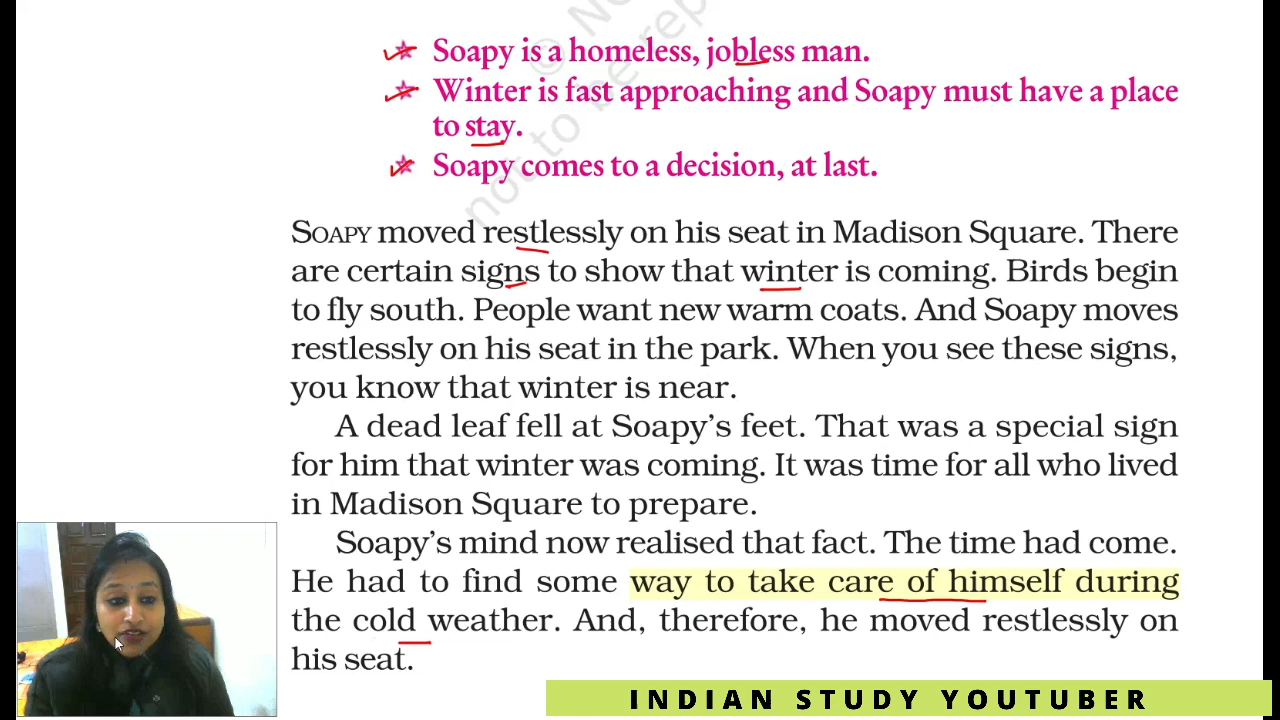 © No
not to be rep
Soapy is a homeless, jobless man.
Winter is fast approaching and Soapy must have a place
to stay.
Soapy comes to a decision, at last.
SOAPY moved restlessly on his seat in Madison Square. There
are certain signs to show that winter is coming. Birds begin
to fly south. People want new warm coats. And Soapy moves
restlessly on his seat in the park. When you see these signs,
you know that winter is near.
A dead leaf fell at Soapy's feet. That was a special sign
for him that winter was coming. It was time for all who lived
in Madison Square to prepare.
Soapy's mind now realised that fact. The time had come.
He had to find some way to take care of himself during
the cold weather. And, therefore, he moved restlessly on
his seat.
INDIAN STUDY YOUTUBER